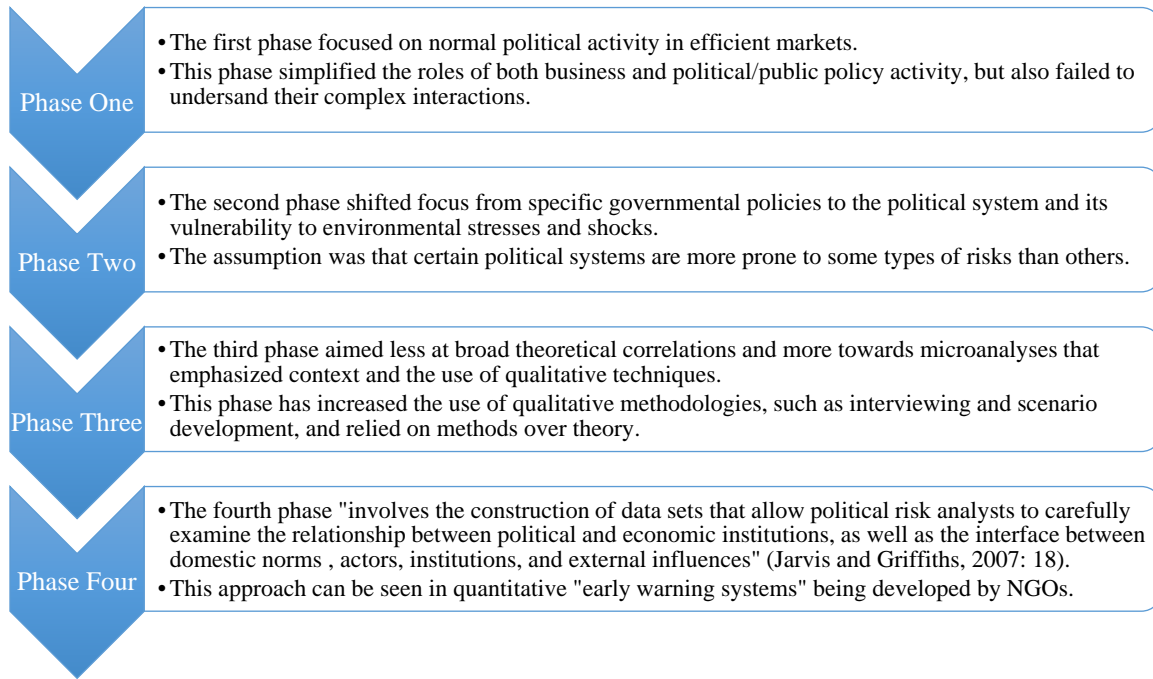 Phase One
•The first phase focused on normal political activity in efficient markets.
•This phase simplified the roles of both business and political/public policy activity, but also failed to
undersand their complex interactions.
Phase Two
•The second phase shifted focus from specific governmental policies to the political system and its
vulnerability to environmental stresses and shocks.
•The assumption was that certain political systems are more prone to some types of risks than others.
Phase Three
•The third phase aimed less at broad theoretical correlations and more towards microanalyses that
emphasized context and the use of qualitative techniques.
•This phase has increased the use of qualitative methodologies, such as interviewing and scenario
development, and relied on methods over theory.
Phase Four
•The fourth phase "involves the construction of data sets that allow political risk analysts to carefully
examine the relationship between political and economic institutions, as well as the interface between
domestic norms , actors, institutions, and external influences" (Jarvis and Griffiths, 2007: 18).
•This approach can be seen in quantitative "early warning systems" being developed by NGOs.